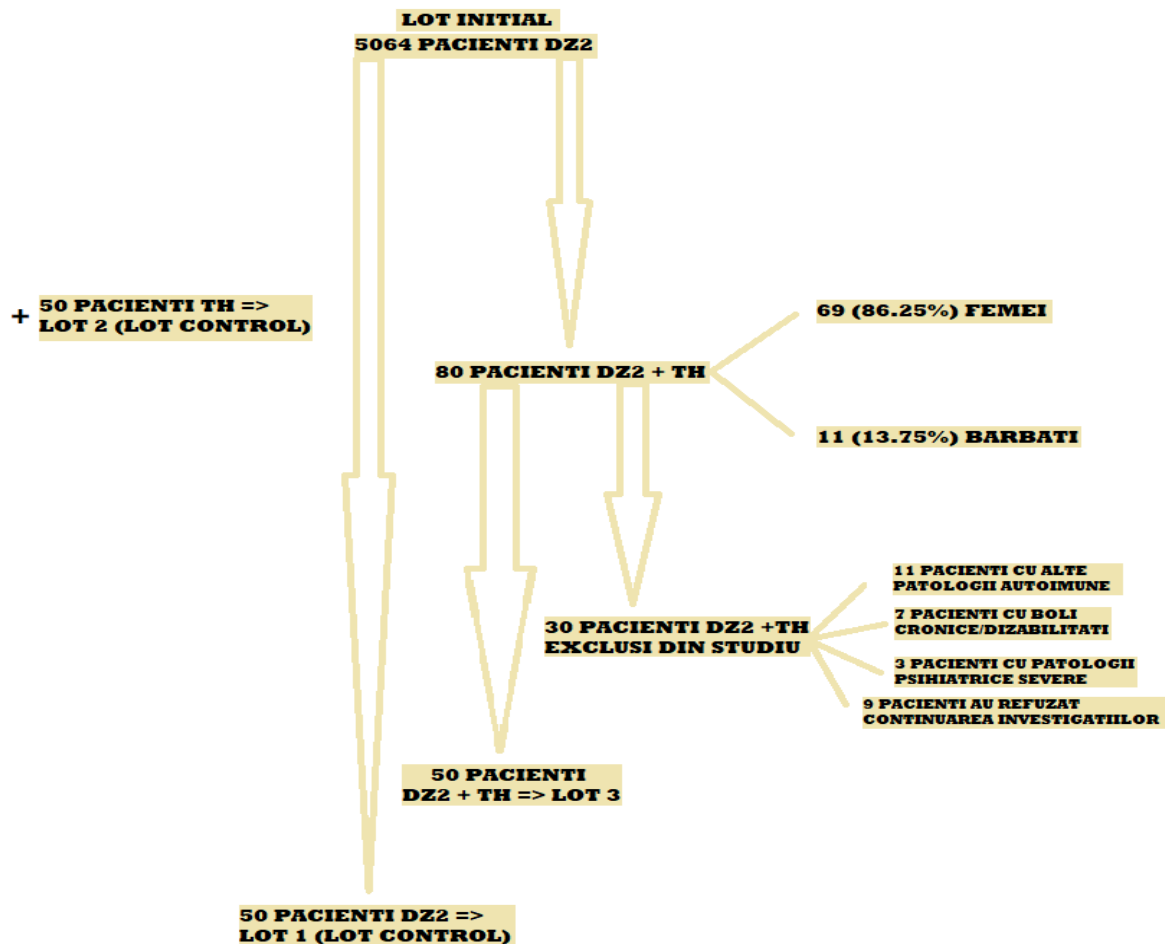 LOT INITIAL
5064 PACIENTI DZ2
+ 50 PACIENTI TH =>
LOT 2 (LOT CONTROL)
69 (86.25%) FEMEI
80 PACIENTI DZ2 + TH
11 (13.75%) BARBATI
11 PACIENTI CU ALTE
PATOLOGII AUTOIMUNE
7 PACIENTI CU BOLI
CRONICE/DIZABILITATI
30 PACIENTI DZ2 +TH
EXCLUSI DIN STUDIU
3 PACIENTI CU PATOLOGII
PSIHIATRICE SEVERE
9 PACIENTI AU REFUZAT
CONTINUAREA INVESTIGATIILOR
50 PACIENTI
DZ2 + TH => LOT 3
50 PACIENTI DZ2 =>
LOT 1 (LOT CONTROL)